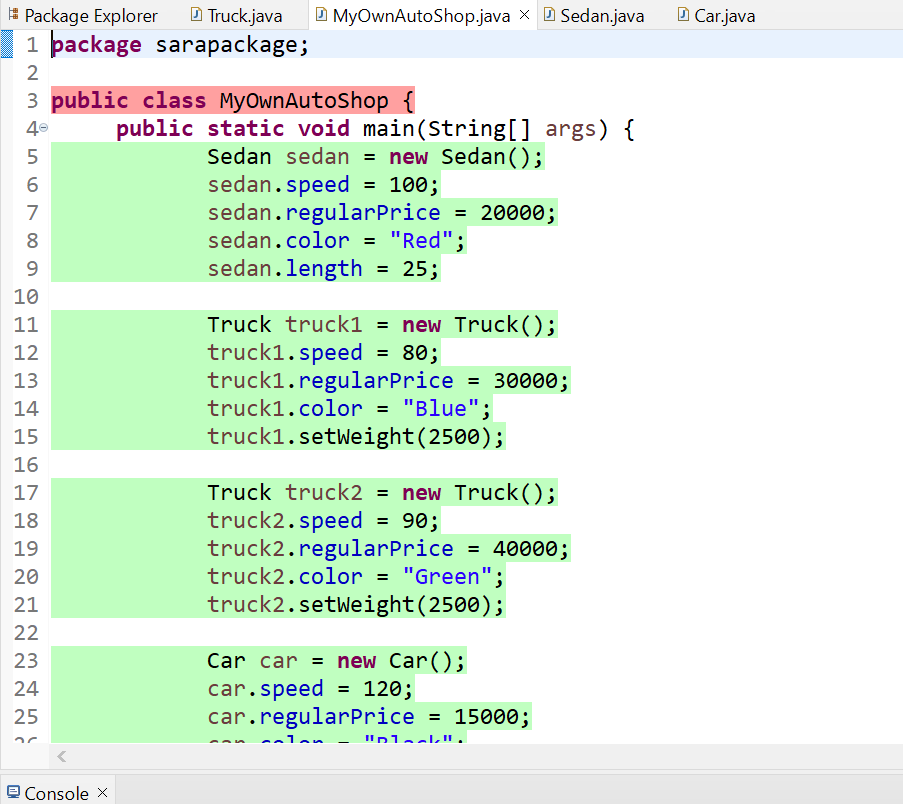 Package Explorer Truck.java MyOwnAutoShop.java Sedan.java Car.java
1 package sarapackage;
2
3 public class MyOwnAutoShop {
4 public static void main(String[] args) {
5 Sedan sedan = new Sedan();
6 sedan.speed = 100;
7 sedan.regularPrice = 20000;
8 sedan.color = "Red";
9 sedan.length = 25;
10
11 Truck truck1 = new Truck();
12 truck1.speed = 80;
13 truck1.regularPrice = 30000;
14 truck1.color = "Blue";
15 truck1.setWeight(2500);
16
17 Truck truck2 = new Truck();
18 truck2.speed = 90;
19 truck2.regularPrice = 40000;
20 truck2.color = "Green";
21 truck2.setWeight(2500);
22
23 Car car = new Car();
24 car.speed = 120;
25 car.regularPrice = 15000;
26 car.color = "Black";
Console